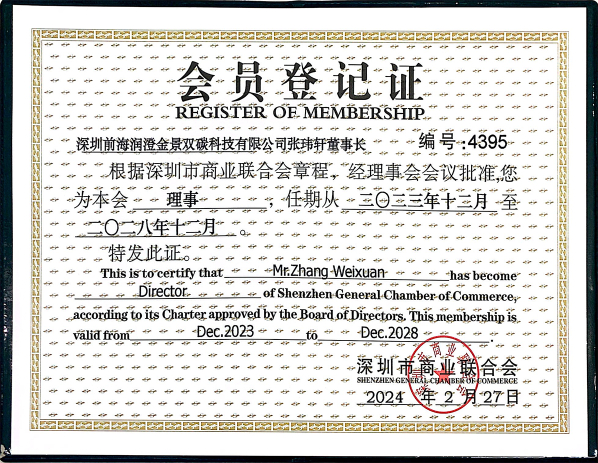 会员登记证
REGISTER OF MEMBERSHIP
深圳前海润澄金景双碳科技有限公司张玮轩董事长 编号:4395
根据深圳市商业联合会章程，经理事会会议批准,您
为本会 理事 ，任期从 二〇二三年十二月 至
二〇二八年十二月 。
特发此证。
This is to certify that Mr.Zhang Weixuan has become
Director of Shenzhen General Chamber of Commerce,
according to its Charter approved by the Board of Directors. This membership is
valid from Dec.2023 to Dec.2028 .
深圳市商业联合会
SHENZHEN GENERAL CHAMBER OF COMMERCE
2024 年 2 月 27日